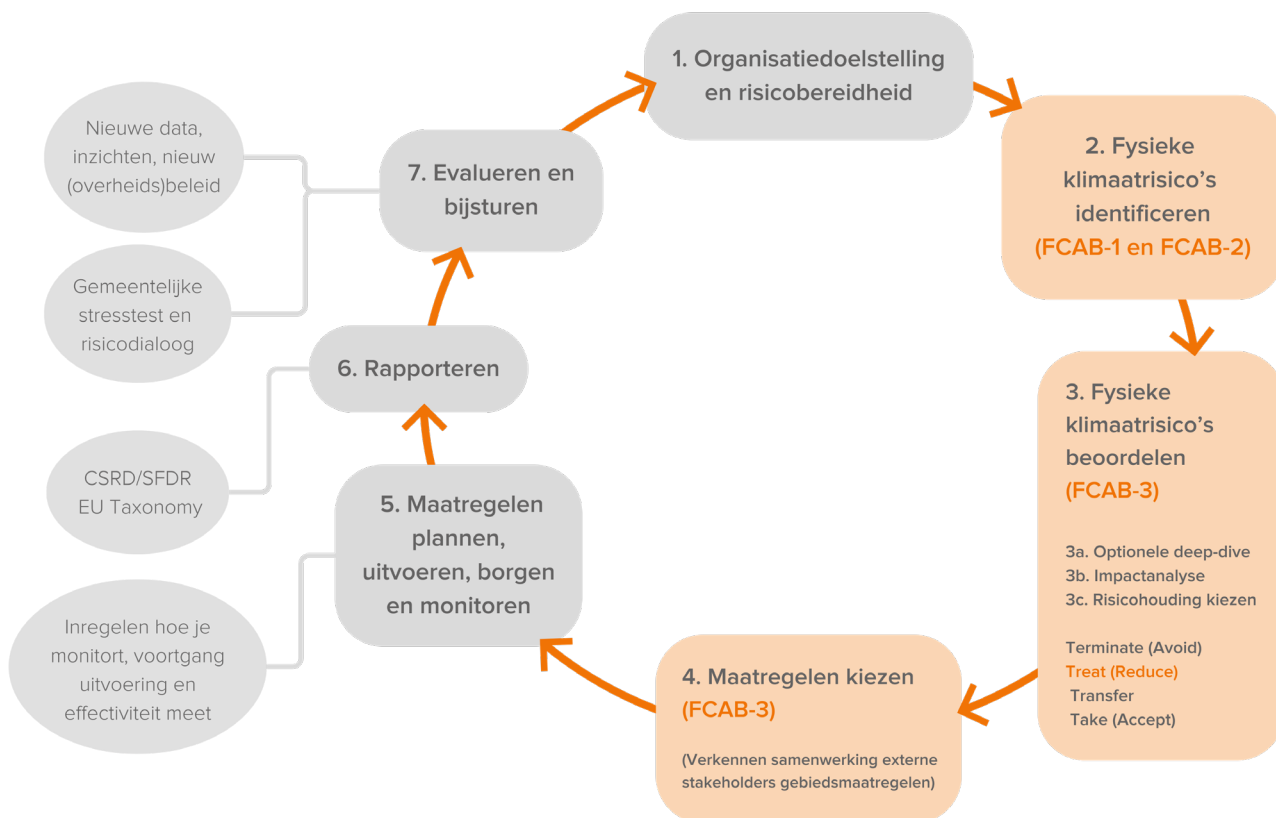 1. Organisatiedoelstelling
en risicobereidheid
2. Fysieke
klimaatrisico’s
identificeren
(FCAB-1 en FCAB-2)
3. Fysieke
klimaatrisico’s
beoordelen
(FCAB-3)
3a. Optionele deep-dive
3b. Impactanalyse
3c. Risicohouding kiezen
Terminate (Avoid)
Treat (Reduce)
Transfer
Take (Accept)
4. Maatregelen kiezen
(FCAB-3)
(Verkennen samenwerking externe
stakeholders gebiedsmaatregelen)
5. Maatregelen
plannen,
uitvoeren, borgen
en monitoren
Inregelen hoe je
monitort, voortgang
uitvoering en
effectiviteit meet
6. Rapporteren
CSRD/SFDR
EU Taxonomy
7. Evalueren en
bijsturen
Nieuwe data,
inzichten, nieuw
(overheids)beleid
Gemeentelijke
stresstest en
risicodialoog